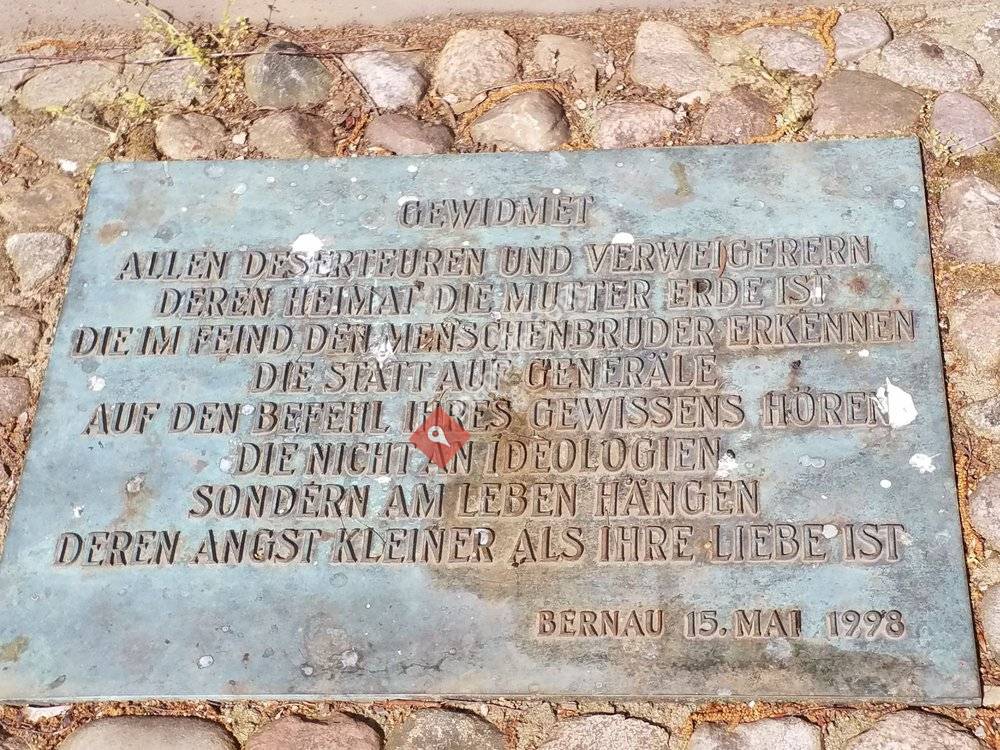 GEWIDMET
ALLEN DESERTEUREN UND VERWEIGERERN
DEREN HEIMAT DIE MUTTER ERDE IST
DIE IM FEIND DEN MENSCHENBRUDER ERKENNEN
DIE STATT AUF GENERÄLE
AUF DEN BEFEHL IHRES GEWISSENS HÖREN
DIE NICHT AN IDEOLOGIEN
SONDERN AM LEBEN HÄNGEN
DEREN ANGST KLEINER ALS IHRE LIEBE IST
BERNAU 15. MAI 1998